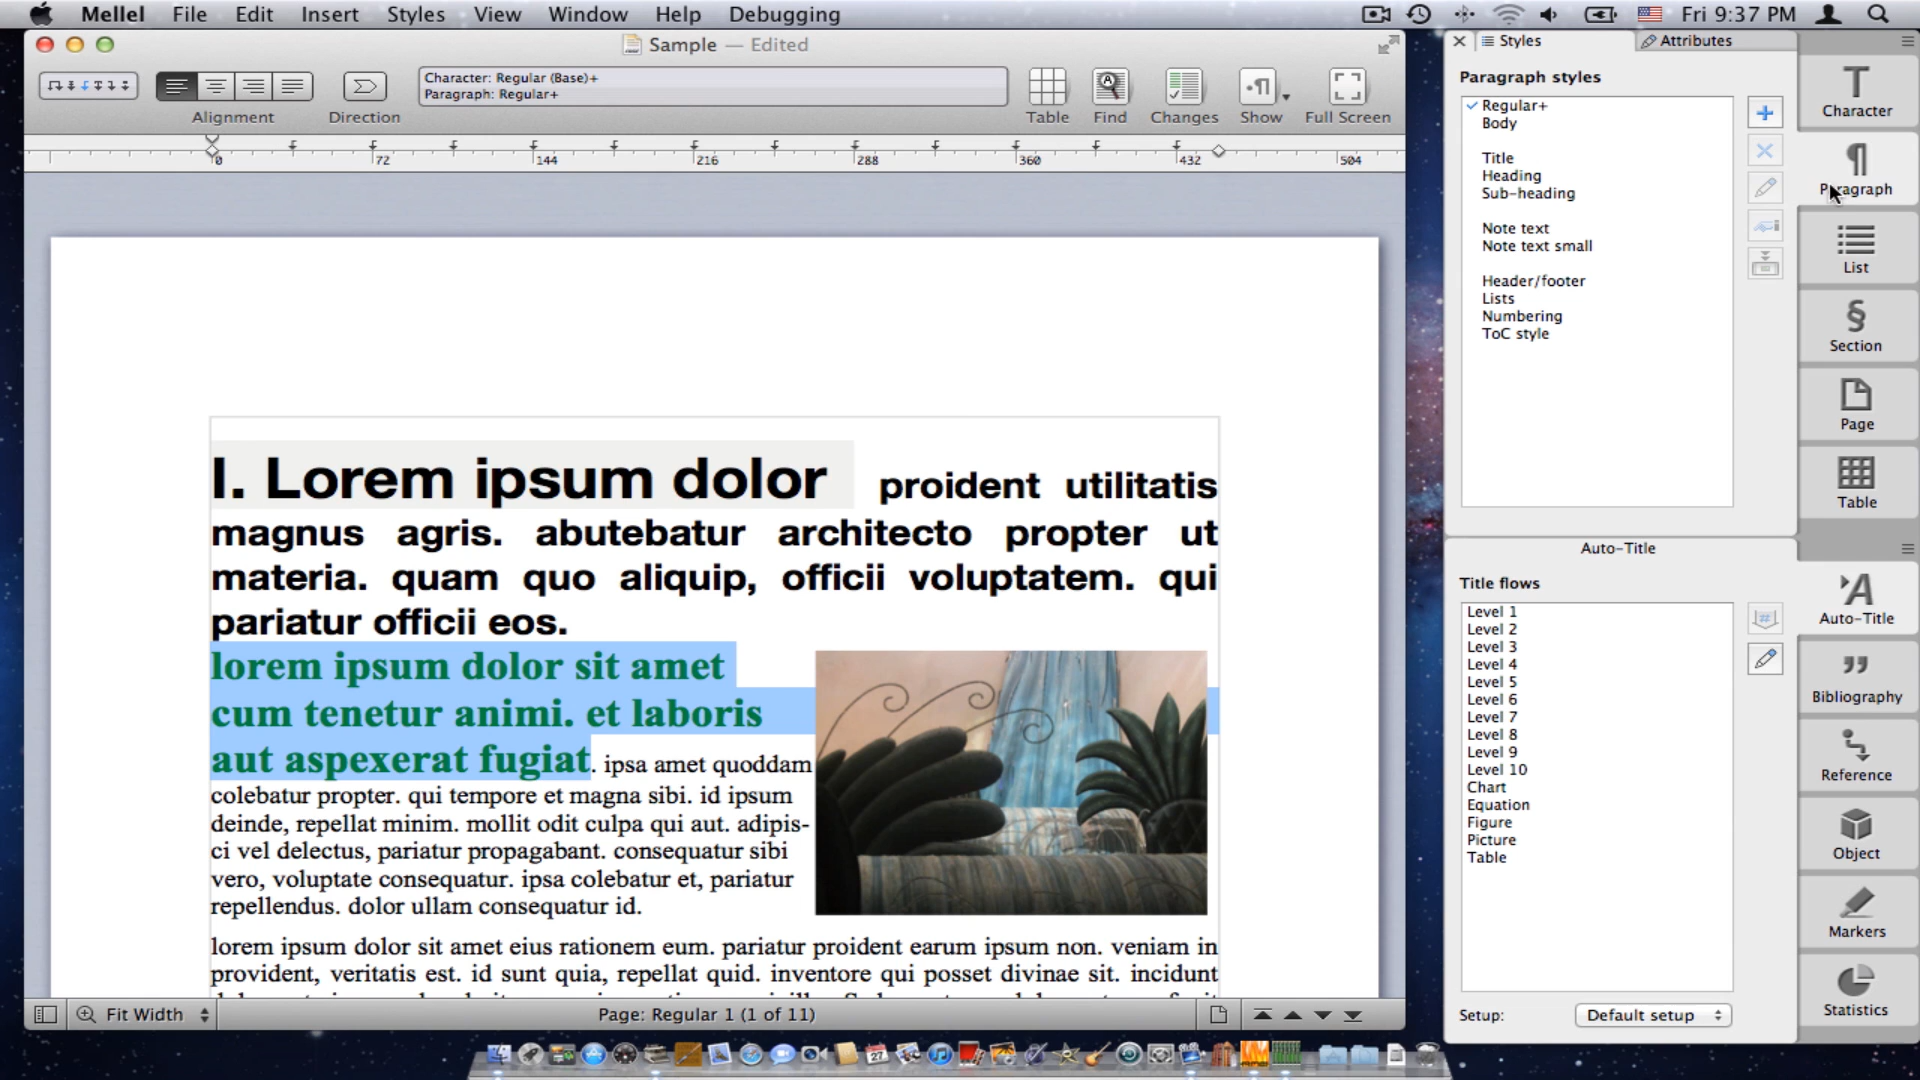 Mellel File Edit Insert Styles View Window Help Debugging Fri 9:37 PM
Sample — Edited
Alignment
Direction
Character: Regular (Base)+
Paragraph: Regular+
Table Find Changes Show Full Screen
0 72 144 216 288 360 432 504
I. Lorem ipsum dolor proident utilitatis
magnus agris. abutebatur architecto propter ut
materia. quam quo aliquip, officii voluptatem. qui
pariatur officii eos.
lorem ipsum dolor sit amet
cum tenetur animi. et laboris
aut aspexerat fugiat. ipsa amet quoddam
colebatur propter. qui tempore et magna sibi. id ipsum
deinde, repellat minim. mollit odit culpa qui aut. adipis-
ci vel delectus, pariatur propagabant. consequatur sibi
vero, voluptate consequatur. ipsa colebatur et, pariatur
repellendus. dolor ullam consequatur id.
lorem ipsum dolor sit amet eius rationem eum. pariatur proident earum ipsum non. veniam in
provident, veritatis est. id sunt quia, repellat quid. inventore qui posset divinae sit. incidunt
Fit Width
Page: Regular 1 (1 of 11)
Styles
Attributes
Paragraph styles
Regular+
Body
Title
Heading
Sub-heading
Note text
Note text small
Header/footer
Lists
Numbering
ToC style
Auto-Title
Title flows
Level 1
Level 2
Level 3
Level 4
Level 5
Level 6
Level 7
Level 8
Level 9
Level 10
Chart
Equation
Figure
Picture
Table
Setup: Default setup
Character
Paragraph
List
Section
Page
Table
Auto-Title
Bibliography
Reference
Object
Markers
Statistics